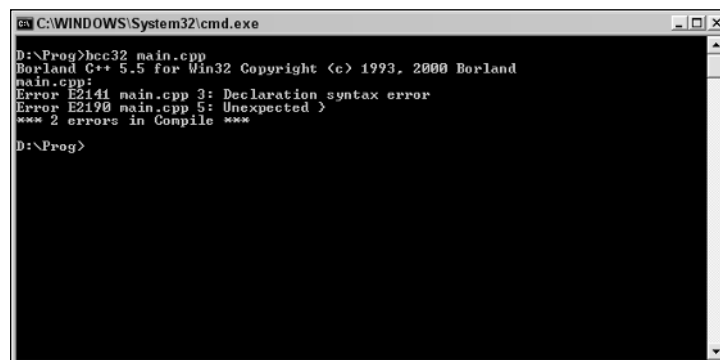 C:\WINDOWS\System32\cmd.exe
D:\Prog>bcc32 main.cpp
Borland C++ 5.5 for Win32 Copyright (c) 1993, 2000 Borland
main.cpp:
Error E2141 main.cpp 3: Declaration syntax error
Error E2190 main.cpp 5: Unexpected }
*** 2 errors in Compile ***
D:\Prog>